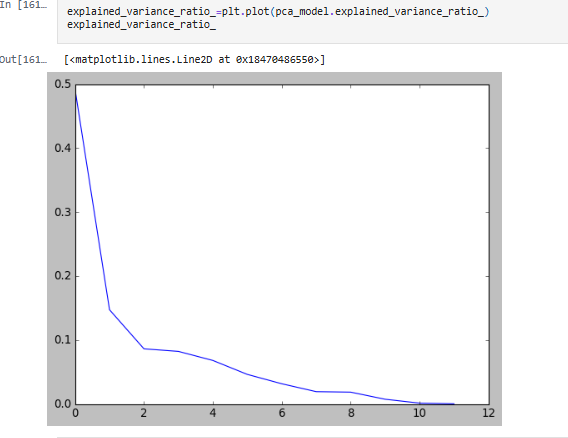 In [161…
explained_variance_ratio_=plt.plot(pca_model.explained_variance_ratio_)
explained_variance_ratio_
Out[161…
[<matplotlib.lines.Line2D at 0x18470486550>]
0.5
0.4
0.3
0.2
0.1
0.0
0 2 4 6 8 10 12